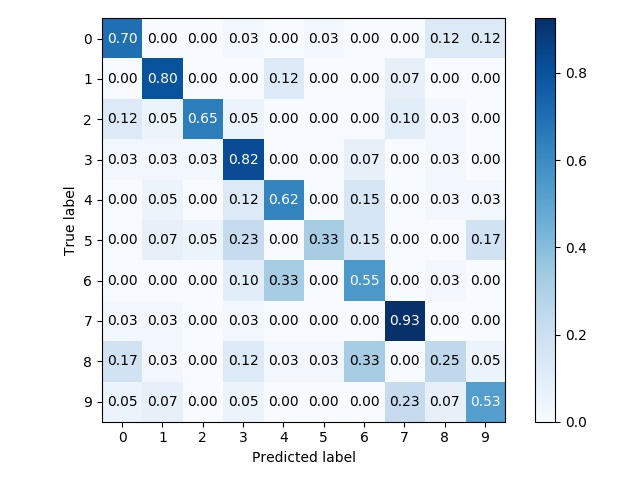 0 0.70 0.00 0.00 0.03 0.00 0.03 0.00 0.00 0.12 0.12
1 0.00 0.80 0.00 0.00 0.12 0.00 0.00 0.07 0.00 0.00
2 0.12 0.05 0.65 0.05 0.00 0.00 0.00 0.10 0.03 0.00
3 0.03 0.03 0.03 0.82 0.00 0.00 0.07 0.00 0.03 0.00
4 0.00 0.05 0.00 0.12 0.62 0.00 0.15 0.00 0.03 0.03
5 0.00 0.07 0.05 0.23 0.00 0.33 0.15 0.00 0.00 0.17
6 0.00 0.00 0.00 0.10 0.33 0.00 0.55 0.00 0.03 0.00
7 0.03 0.03 0.00 0.03 0.00 0.00 0.00 0.93 0.00 0.00
8 0.17 0.03 0.00 0.12 0.03 0.03 0.33 0.00 0.25 0.05
9 0.05 0.07 0.00 0.05 0.00 0.00 0.00 0.23 0.07 0.53
0 1 2 3 4 5 6 7 8 9
Predicted label
True label
0.8
0.6
0.4
0.2
0.0